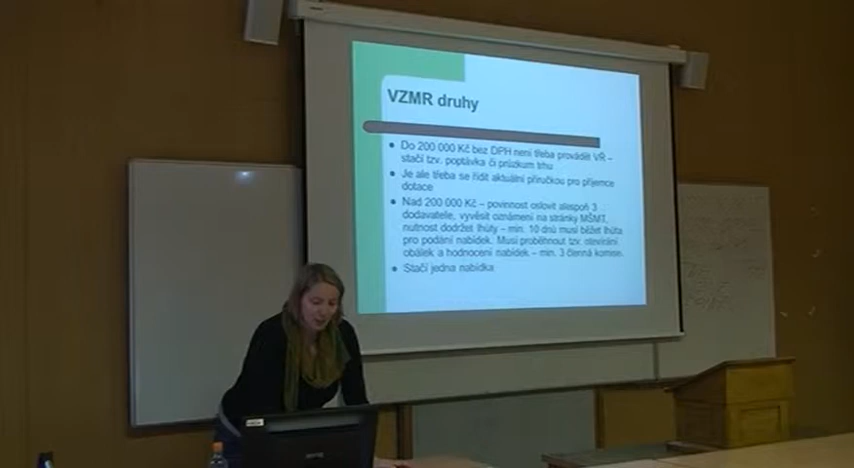 VZMR druhy
Do 200 000 Kč bez DPH není třeba provádět VŘ –
stačí tzv. poptávka či průzkum trhu
Je ale třeba se řídit aktuální příručkou pro příjemce
dotace
Nad 200 000 Kč – povinnost oslovit alespoň 3
dodavatele, vyvěsit oznámení na stránky MŠMT,
nutnost dodržet lhůty – min. 10 dnů musí běžet lhůta
pro podání nabídek. Musí proběhnout tzv. otevírání
obálek a hodnocení nabídek – min. 3 členná komise.
Stačí jedna nabídka